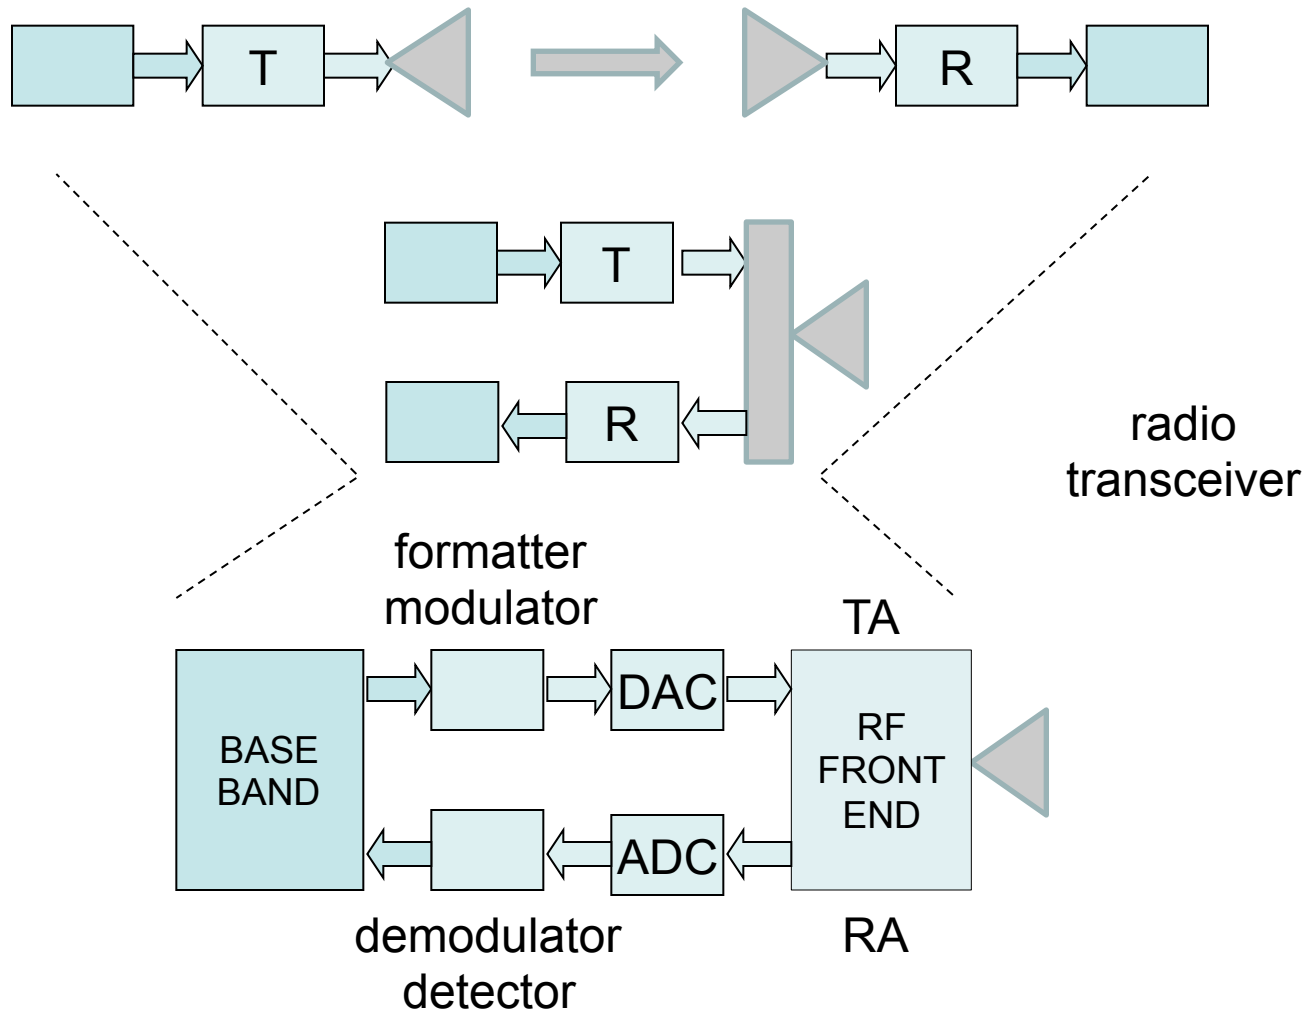 T
R
T
R
radio
transceiver
formatter
modulator
TA
BASE
BAND
DAC
RF
FRONT
END
ADC
demodulator
detector
RA